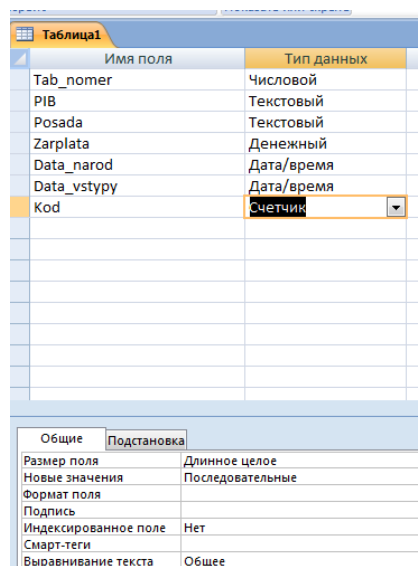 Таблица1
Имя поля Тип данных
Tab_nomer Числовой
PIB Текстовый
Posada Текстовый
Zarplata Денежный
Data_narod Дата/время
Data_vstypy Дата/время
Kod Счетчик
Общие Подстановка
Размер поля Длинное целое
Новые значения Последовательные
Формат поля
Подпись
Индексированное поле Нет
Смарт-теги
Выравнивание текста Общее